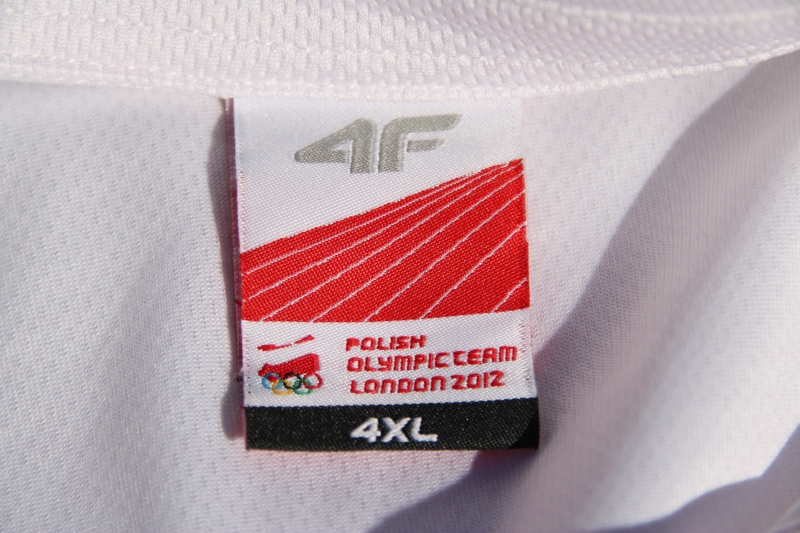 4F
POLISH
OLYMPIC TEAM
LONDON 2012
4XL